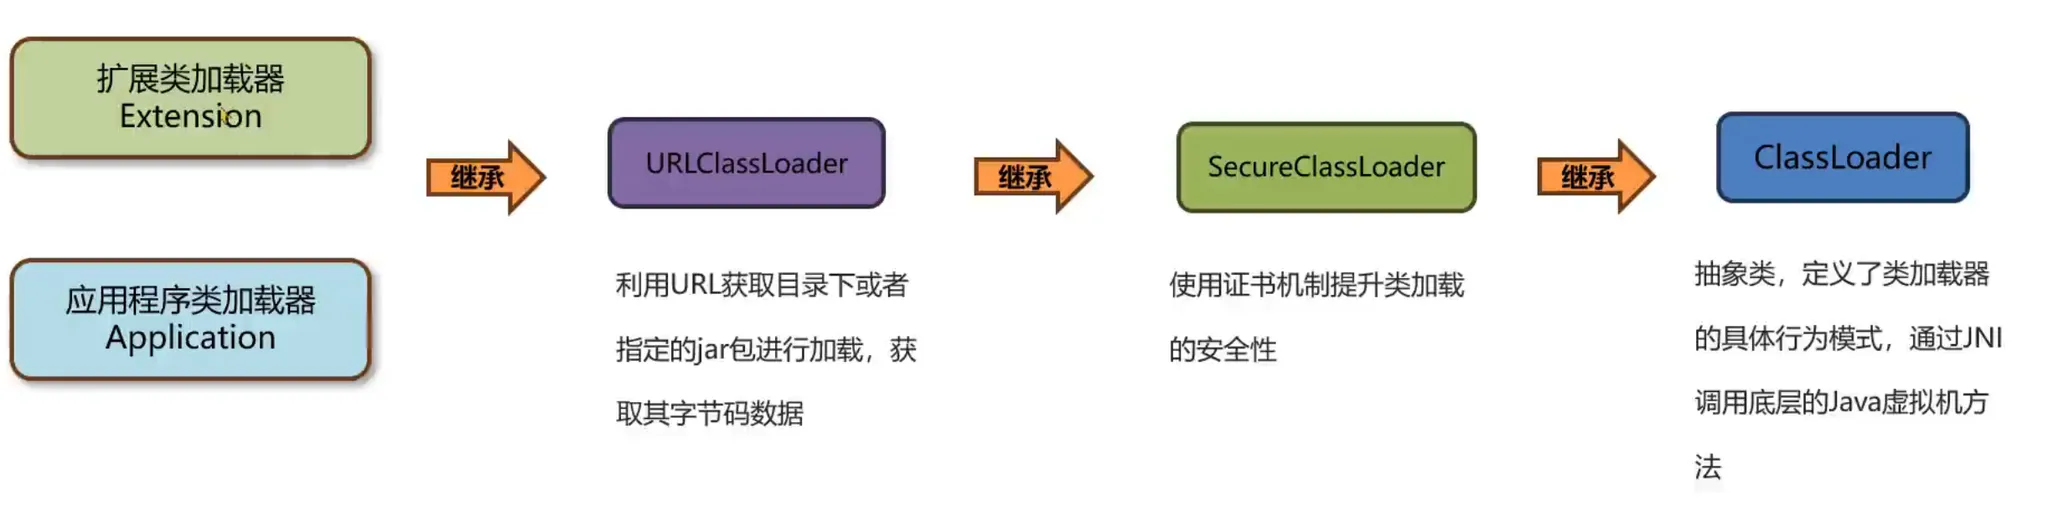 扩展类加载器
Extension
应用程序类加载器
Application
继承
URLClassLoader
利用URL获取目录下或者
指定的jar包进行加载，获
取其字节码数据
继承
SecureClassLoader
使用证书机制提升类加载
的安全性
继承
ClassLoader
抽象类，定义了类加载器
的具体行为模式，通过JNI
调用底层的Java虚拟机方
法